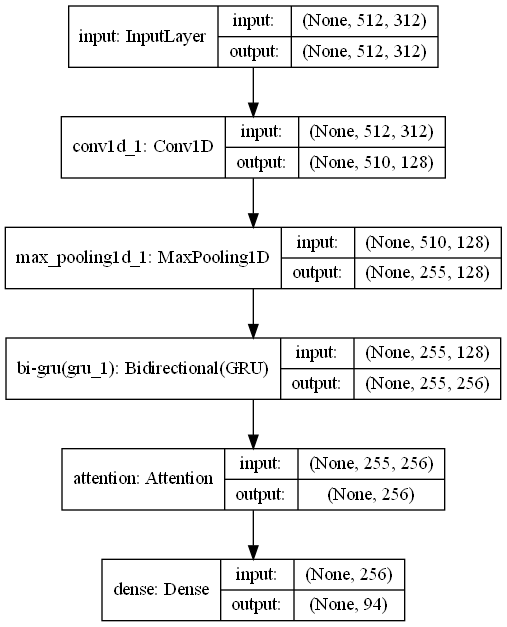 input: InputLayer
input: (None, 512, 312)
output: (None, 512, 312)
conv1d_1: Conv1D
input: (None, 512, 312)
output: (None, 510, 128)
max_pooling1d_1: MaxPooling1D
input: (None, 510, 128)
output: (None, 255, 128)
bi-gru(gru_1): Bidirectional(GRU)
input: (None, 255, 128)
output: (None, 255, 256)
attention: Attention
input: (None, 255, 256)
output: (None, 256)
dense: Dense
input: (None, 256)
output: (None, 94)